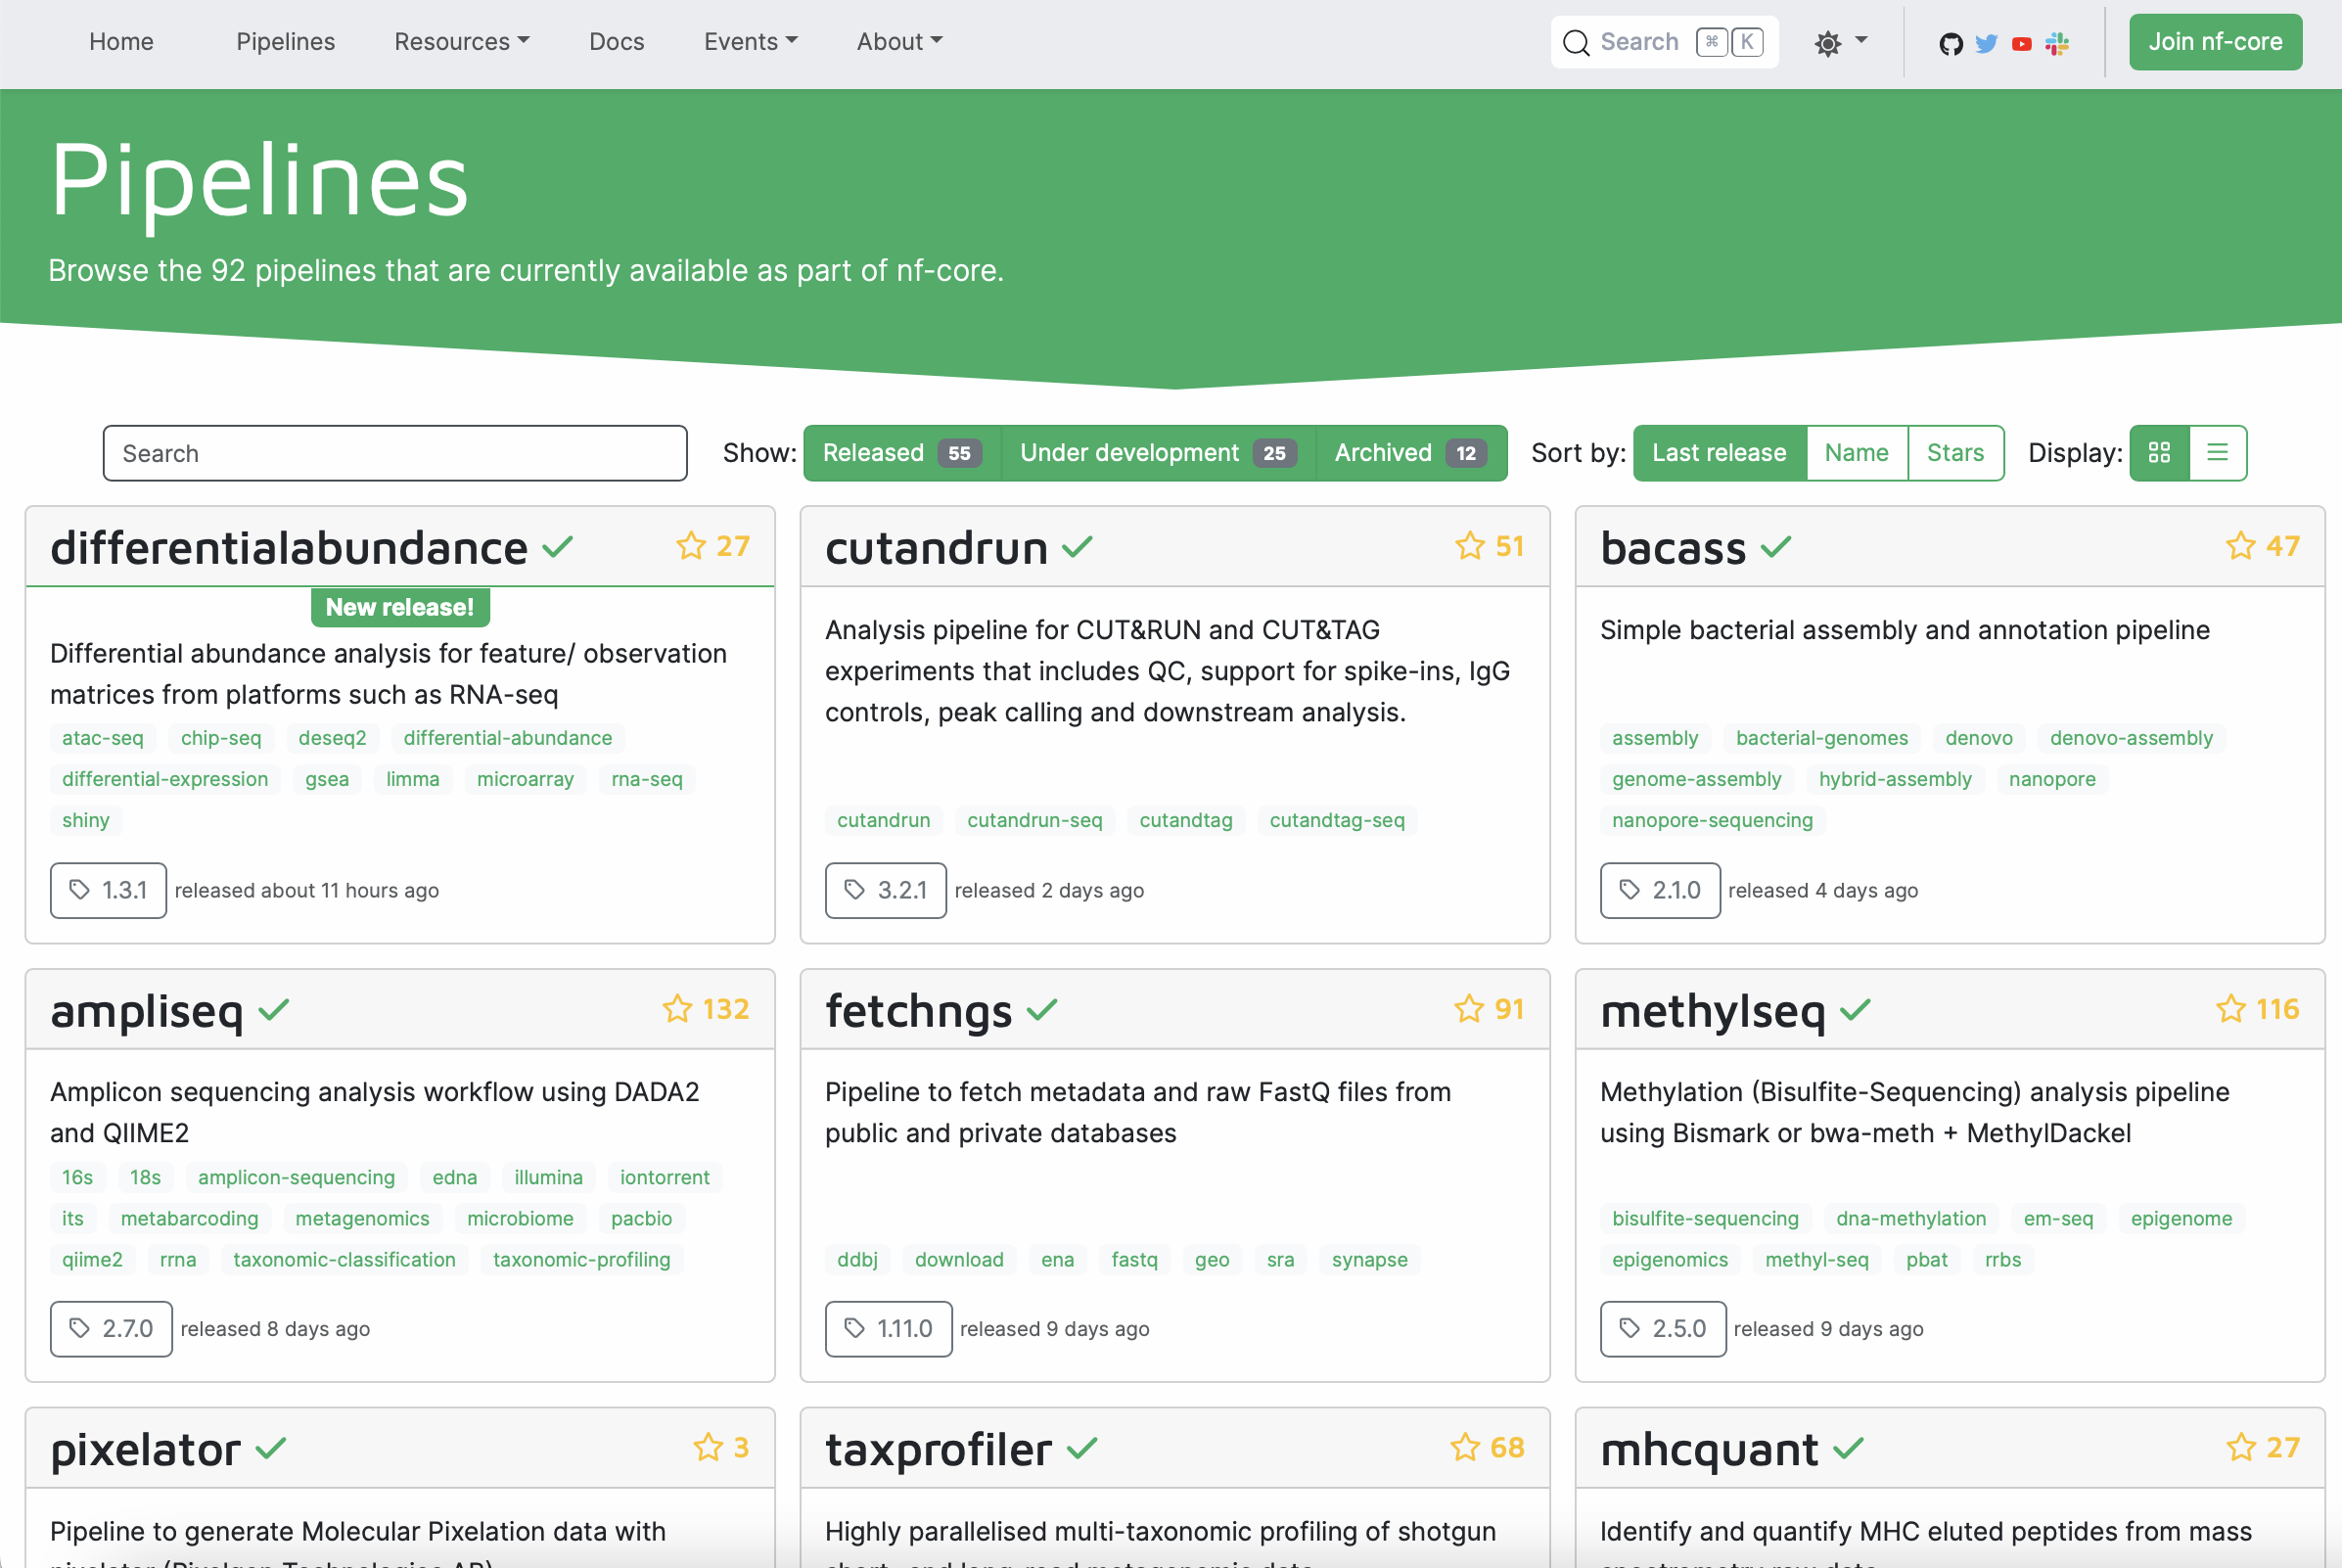 Home Pipelines Resources Docs Events About Search ⌘ K Join nf-core
Pipelines
Browse the 92 pipelines that are currently available as part of nf-core.
Search Show: Released 55 Under development 25 Archived 12 Sort by: Last release Name Stars Display:
differentialabundance 27
New release!
Differential abundance analysis for feature/ observation
matrices from platforms such as RNA-seq
atac-seq chip-seq deseq2 differential-abundance
differential-expression gsea limma microarray rna-seq
shiny
1.3.1 released about 11 hours ago
cutandrun 51
Analysis pipeline for CUT&RUN and CUT&TAG
experiments that includes QC, support for spike-ins, IgG
controls, peak calling and downstream analysis.
cutandrun cutandrun-seq cutandtag cutandtag-seq
3.2.1 released 2 days ago
bacass 47
Simple bacterial assembly and annotation pipeline
assembly bacterial-genomes denovo denovo-assembly
genome-assembly hybrid-assembly nanopore
nanopore-sequencing
2.1.0 released 4 days ago
ampliseq 132
Amplicon sequencing analysis workflow using DADA2
and QIIME2
16s 18s amplicon-sequencing edna illumina iontorrent
its metabarcoding metagenomics microbiome pacbio
qiime2 rrna taxonomic-classification taxonomic-profiling
2.7.0 released 8 days ago
fetchngs 91
Pipeline to fetch metadata and raw FastQ files from
public and private databases
ddbj download ena fastq geo sra synapse
1.11.0 released 9 days ago
methylseq 116
Methylation (Bisulfite-Sequencing) analysis pipeline
using Bismark or bwa-meth + MethylDackel
bisulfite-sequencing dna-methylation em-seq epigenome
epigenomics methyl-seq pbat rrbs
2.5.0 released 9 days ago
pixelator 3
Pipeline to generate Molecular Pixelation data with
pixelator (Pixelgen Technologies AB)
taxprofiler 68
Highly parallelised multi-taxonomic profiling of shotgun
short- and long-read metagenomic data
mhcquant 27
Identify and quantify MHC eluted peptides from mass
spectrometry raw data